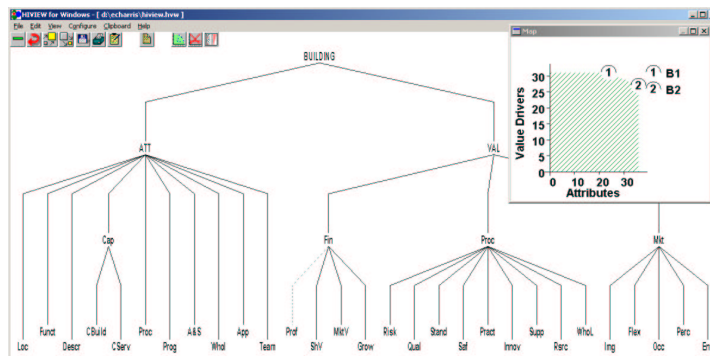 HIVIEW for Windows - [ d:\echarris\hiview.hvw ]
File Edit View Configure Clipboard Help
Map
BUILDING
1 1 B1
2 2 B2
30
25
20
15
10
5
0
Value Drivers
0 10 20 30
Attributes
ATT VAL
Cap Fin Proc Mkt
Funct CBuild Proc A&S App Prof MktV Risk Stand Pract Supp WhoL Flex Perc
Loc Descr CServ Prog Whol Team ShV Grow Qual Saf Innov Rsrc Img Occ En